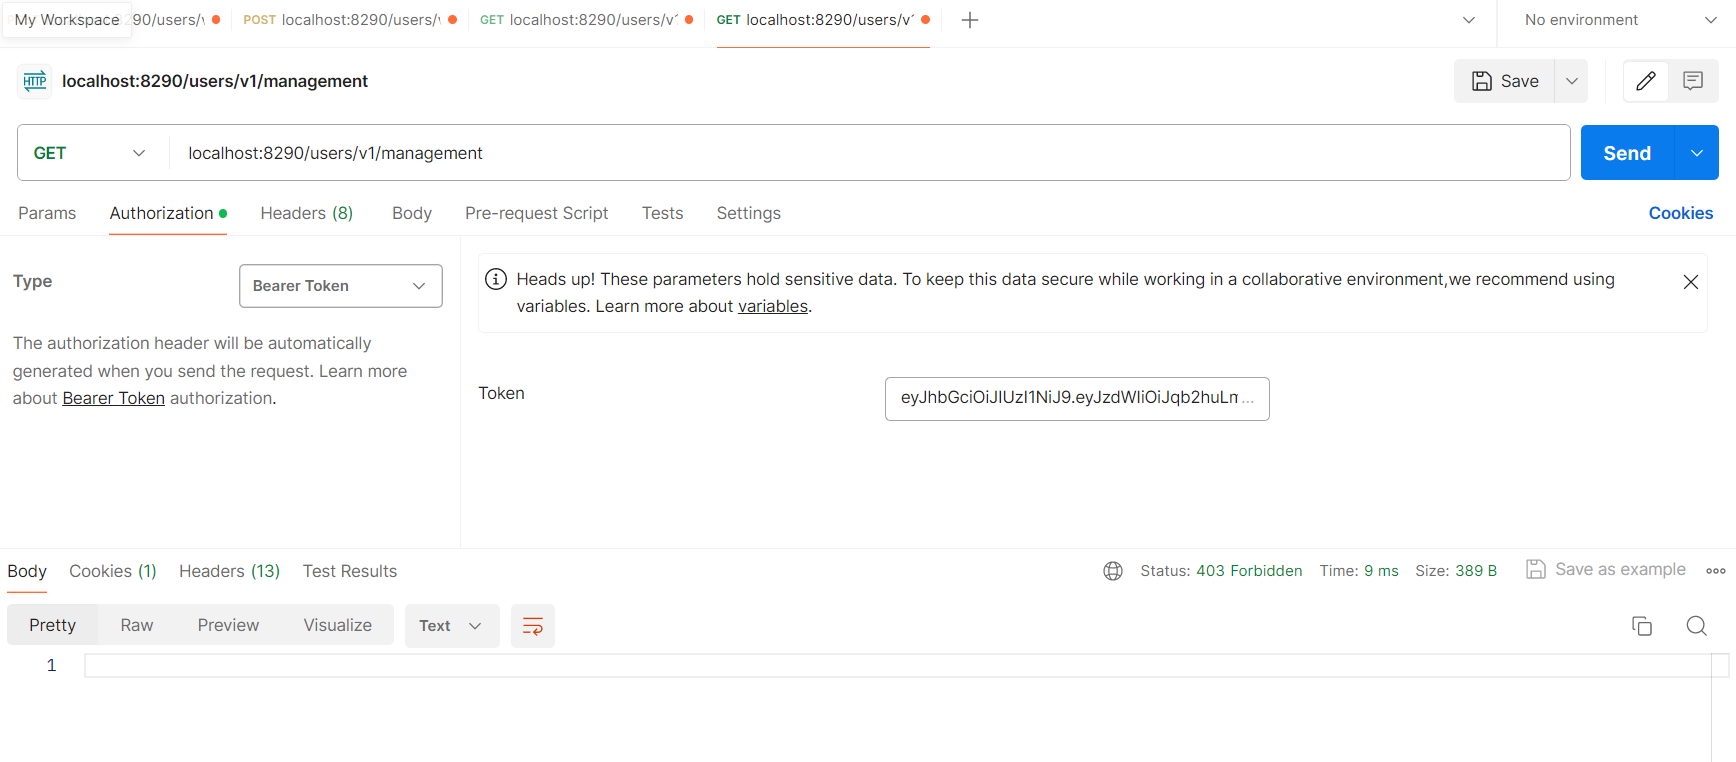 My Workspace 290/users/v
POST localhost:8290/users/v
GET localhost:8290/users/v1
GET localhost:8290/users/v1
No environment
HTTP localhost:8290/users/v1/management
Save
GET localhost:8290/users/v1/management
Send
Params Authorization Headers (8) Body Pre-request Script Tests Settings Cookies
Type
Bearer Token
The authorization header will be automatically
generated when you send the request. Learn more
about Bearer Token authorization.
Heads up! These parameters hold sensitive data. To keep this data secure while working in a collaborative environment,we recommend using
variables. Learn more about variables.
Token
eyJhbGciOiJIUzI1NiJ9.eyJzdWIiOiJqb2huLm...
Body Cookies (1) Headers (13) Test Results Status: 403 Forbidden Time: 9 ms Size: 389 B Save as example
Pretty Raw Preview Visualize Text
1